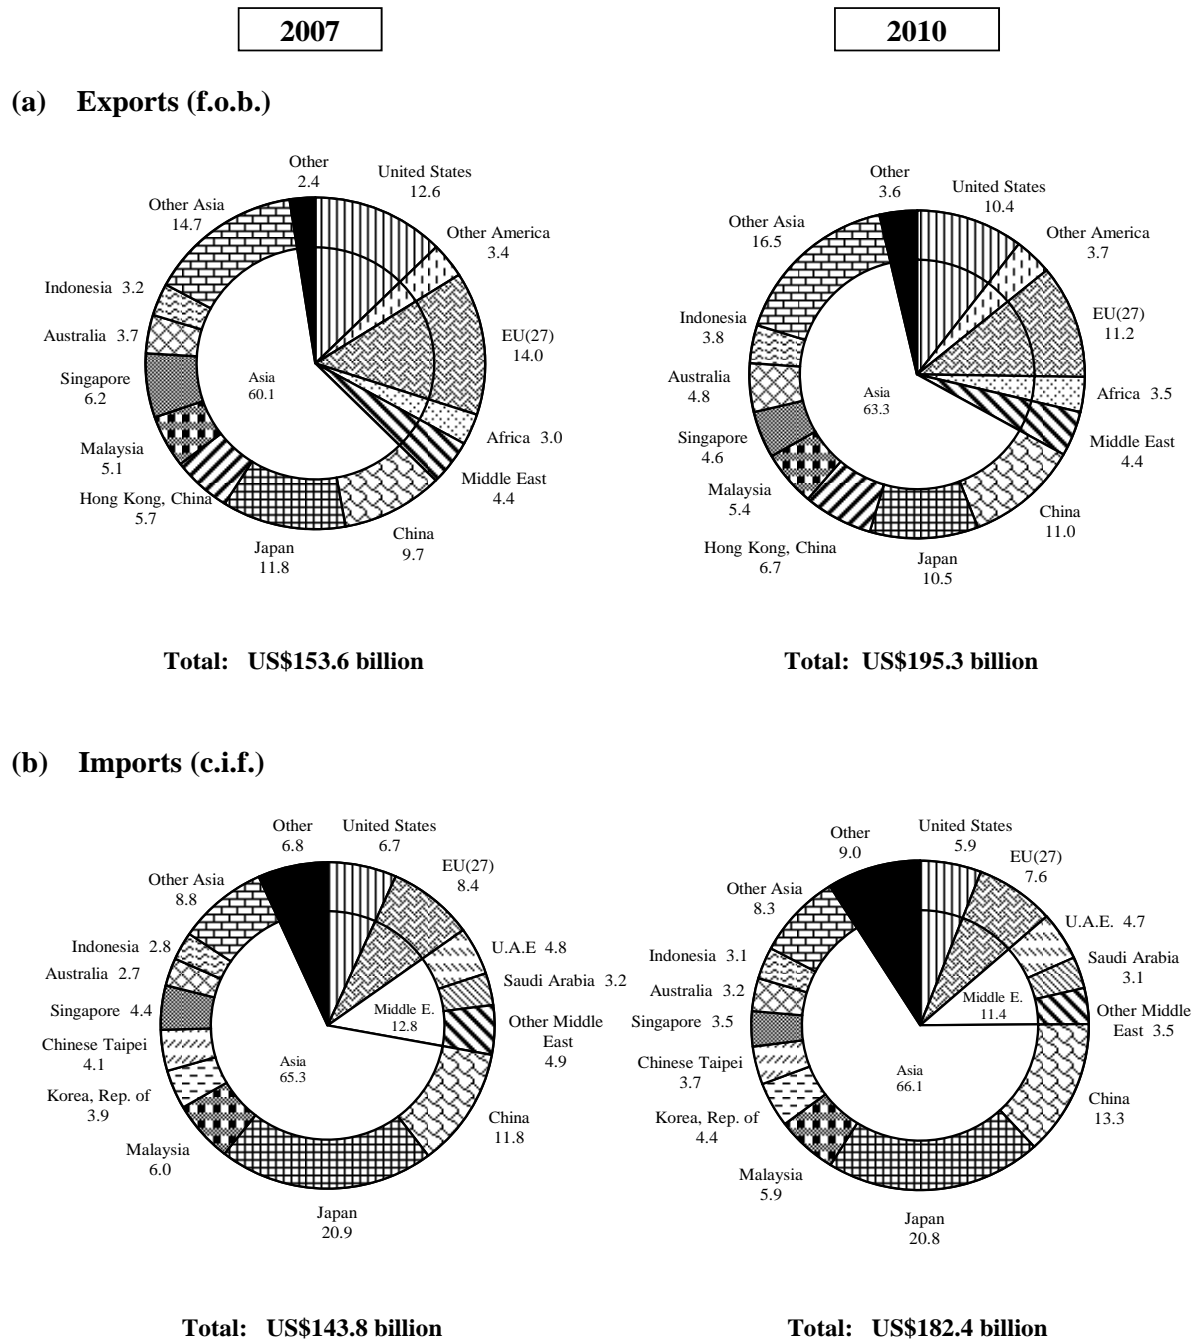 2007
2010
(a) Exports (f.o.b.)
Other
2.4
United States
12.6
Other America
3.4
EU(27)
14.0
Africa 3.0
Middle East
4.4
China
9.7
Japan
11.8
Hong Kong, China
5.7
Malaysia
5.1
Singapore
6.2
Australia 3.7
Indonesia 3.2
Other Asia
14.7
Asia
60.1
Total: US$153.6 billion
Other
3.6
United States
10.4
Other America
3.7
EU(27)
11.2
Africa 3.5
Middle East
4.4
China
11.0
Japan
10.5
Hong Kong, China
6.7
Malaysia
5.4
Singapore
4.6
Australia
4.8
Indonesia
3.8
Other Asia
16.5
Asia
63.3
Total: US$195.3 billion
(b) Imports (c.i.f.)
Other
6.8
United States
6.7
EU(27)
8.4
U.A.E 4.8
Saudi Arabia 3.2
Other Middle
East
4.9
Middle E.
12.8
China
11.8
Japan
20.9
Malaysia
6.0
Korea, Rep. of
3.9
Chinese Taipei
4.1
Singapore 4.4
Australia 2.7
Indonesia 2.8
Other Asia
8.8
Asia
65.3
Total: US$143.8 billion
Other
9.0
United States
5.9
EU(27)
7.6
U.A.E. 4.7
Saudi Arabia
3.1
Other Middle
East 3.5
Middle E.
11.4
China
13.3
Japan
20.8
Malaysia
5.9
Korea, Rep. of
4.4
Chinese Taipei
3.7
Singapore 3.5
Australia 3.2
Indonesia 3.1
Other Asia
8.3
Asia
66.1
Total: US$182.4 billion